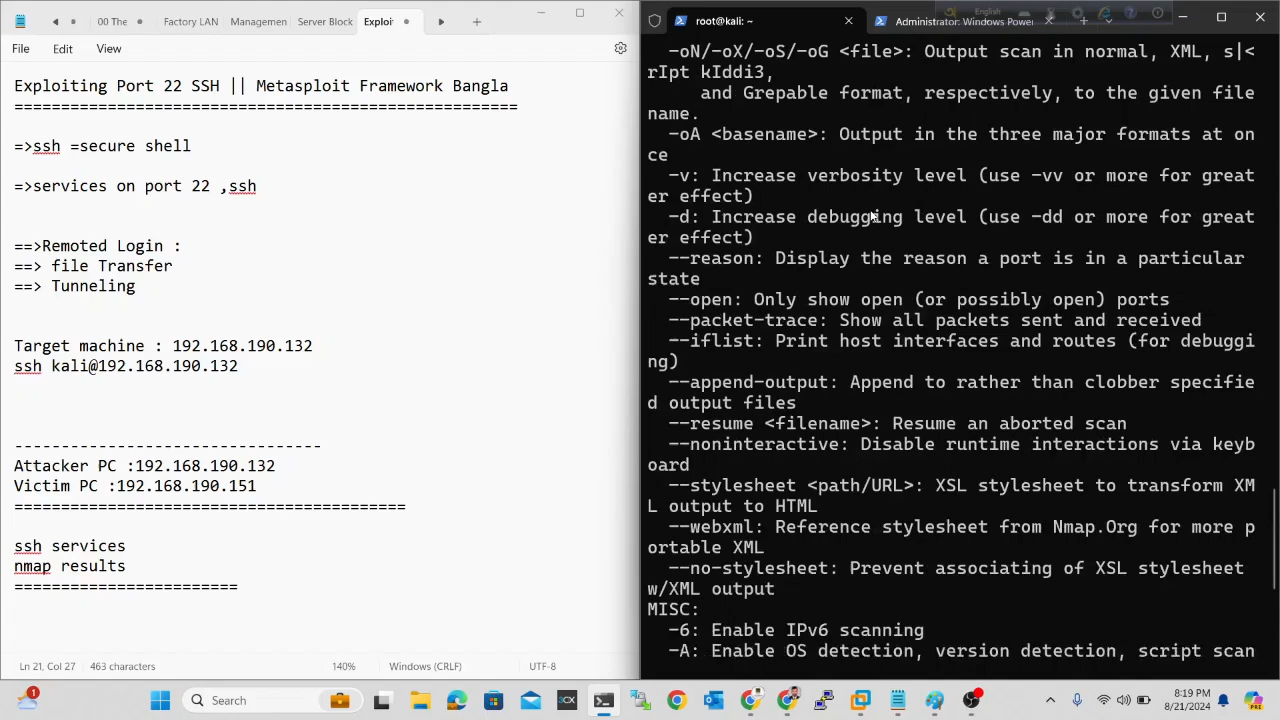 00 The
Factory LAN
Managemen
Server Block
Exploi
File
Edit
View
Exploiting Port 22 SSH || Metasploit Framework Bangla
======================================================
=>ssh =secure shell
=>services on port 22 ,ssh
==>Remoted Login :
==> file Transfer
==> Tunneling
Target machine : 192.168.190.132
ssh kali@192.168.190.132
---------------------------------
Attacker PC :192.168.190.132
Victim PC :192.168.190.151
==========================================
ssh services
nmap results
========================
Ln 21, Col 27
463 characters
140%
Windows (CRLF)
UTF-8
root@kali: ~
Administrator: Windows Powe
English
-oN/-oX/-oS/-oG <file>: Output scan in normal, XML, s|<
rIpt kIddi3,
and Grepable format, respectively, to the given file
name.
-oA <basename>: Output in the three major formats at on
ce
-v: Increase verbosity level (use -vv or more for great
er effect)
-d: Increase debugging level (use -dd or more for great
er effect)
--reason: Display the reason a port is in a particular
state
--open: Only show open (or possibly open) ports
--packet-trace: Show all packets sent and received
--iflist: Print host interfaces and routes (for debuggi
ng)
--append-output: Append to rather than clobber specifie
d output files
--resume <filename>: Resume an aborted scan
--noninteractive: Disable runtime interactions via keyb
oard
--stylesheet <path/URL>: XSL stylesheet to transform XM
L output to HTML
--webxml: Reference stylesheet from Nmap.Org for more p
ortable XML
--no-stylesheet: Prevent associating of XSL stylesheet
w/XML output
MISC:
-6: Enable IPv6 scanning
-A: Enable OS detection, version detection, script scan
1
Search
8:19 PM
8/21/2024